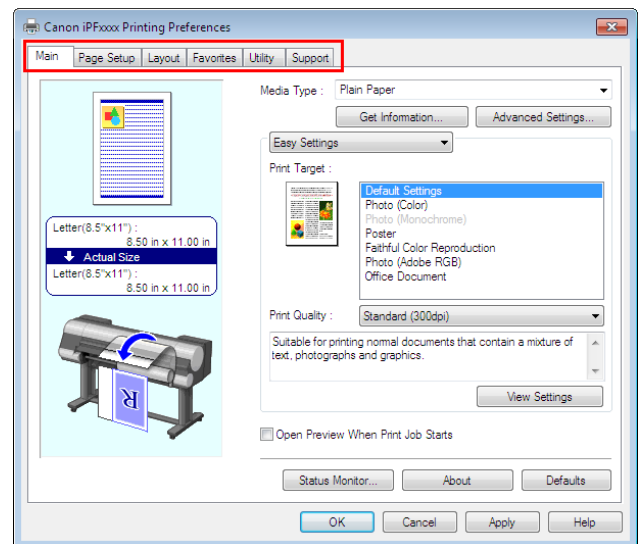 Canon iPFxxxx Printing Preferences
Main Page Setup Layout Favorites Utility Support
Media Type : Plain Paper
Get Information... Advanced Settings...
Easy Settings
Print Target :
Default Settings
Photo (Color)
Photo (Monochrome)
Poster
Faithful Color Reproduction
Photo (Adobe RGB)
Office Document
Letter(8.5"x11") :
8.50 in x 11.00 in
Actual Size
Letter(8.5"x11") :
8.50 in x 11.00 in
R
Print Quality : Standard (300dpi)
Suitable for printing normal documents that contain a mixture of
text, photographs and graphics.
View Settings
Open Preview When Print Job Starts
Status Monitor... About Defaults
OK Cancel Apply Help